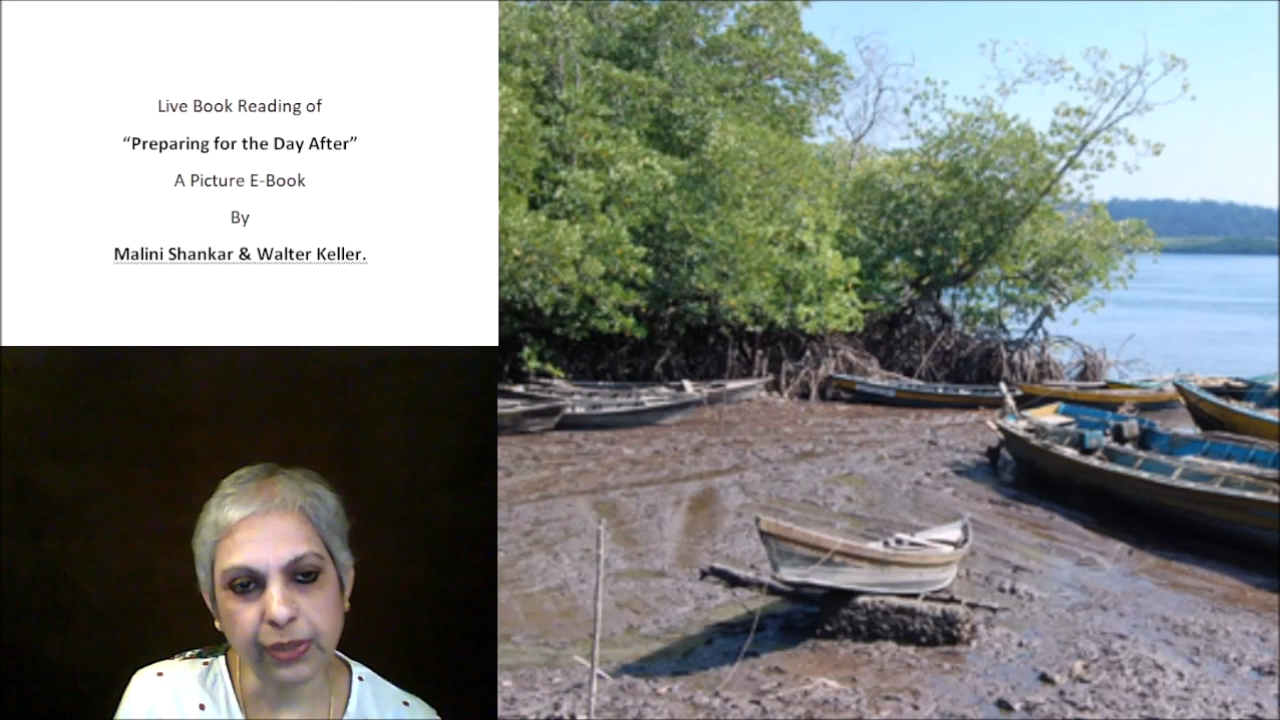 Live Book Reading of
“Preparing for the Day After”
A Picture E-Book
By
Malini Shankar & Walter Keller.